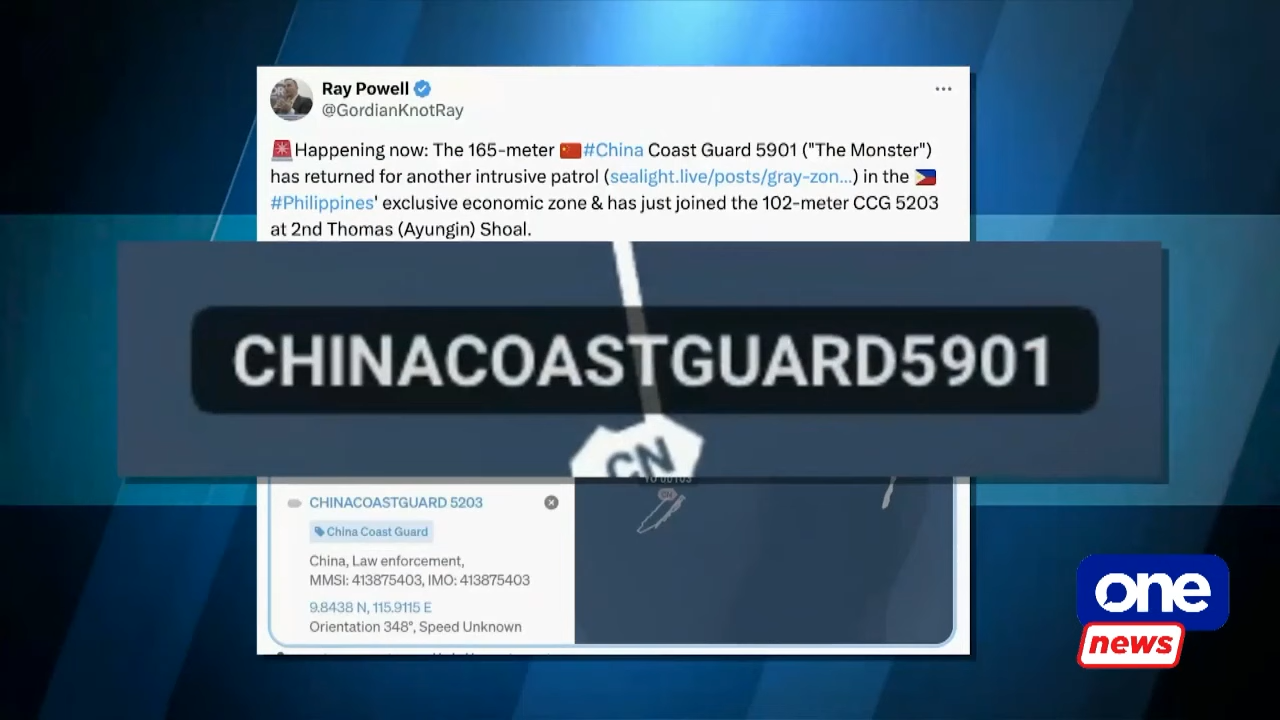 Ray Powell
@GordianKnotRay
🚨Happening now: The 165-meter 🇨🇳#China Coast Guard 5901 ("The Monster")
has returned for another intrusive patrol (sealight.live/posts/gray-zon...) in the 🇵🇭
#Philippines' exclusive economic zone & has just joined the 102-meter CCG 5203
at 2nd Thomas (Ayungin) Shoal.
CHINACOASTGUARD5901
CN
CHINACOASTGUARD 5203
China Coast Guard
China, Law enforcement,
MMSI: 413875403, IMO: 413875403
9.8438 N, 115.9115 E
Orientation 348°, Speed Unknown
one
news